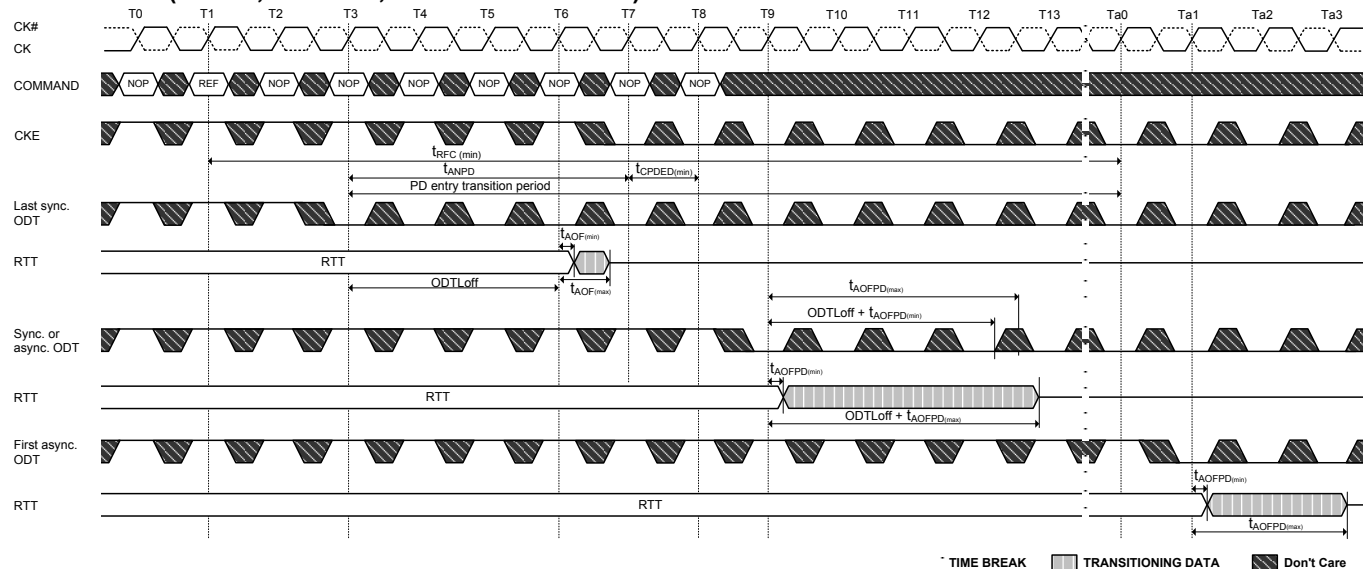 T0 T1 T2 T3 T4 T5 T6 T7 T8 T9 T10 T11 T12 T13 Ta0 Ta1 Ta2 Ta3
CK#
CK
COMMAND NOP REF NOP NOP NOP NOP NOP NOP NOP
CKE
tRFC (min)
tANPD tCPDED(min)
PD entry transition period
Last sync.
ODT
tAOF(min)
RTT RTT
ODTLoff tAOF(max)
tAOFPD(max)
ODTLoff + tAOFPD(min)
Sync. or
async. ODT
tAOFPD(min)
RTT RTT
ODTLoff + tAOFPD(max)
First async.
ODT
tAOFPD(min)
RTT RTT
tAOFPD(max)
TIME BREAK TRANSITIONING DATA Don't Care